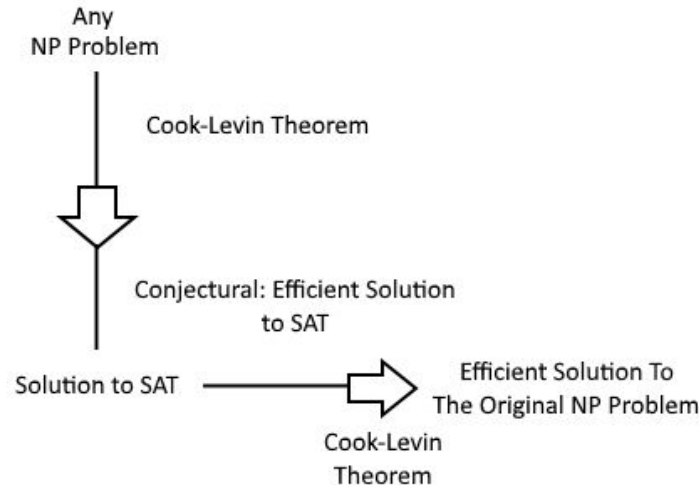 Any
NP Problem
Cook-Levin Theorem
Conjectural: Efficient Solution
to SAT
Solution to SAT
Efficient Solution To
The Original NP Problem
Cook-Levin
Theorem